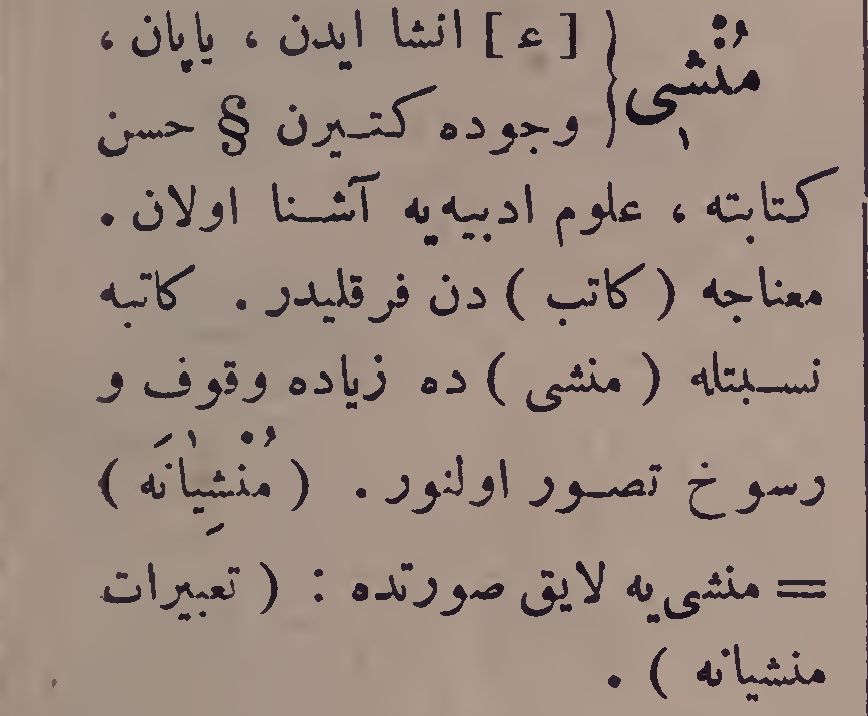 مُنْشِی { [ ع ] انشا ایدن ، یاپان ،
وجوده کتیرن § حسن
کتابته ، علوم ادبیه‌یه آشنا اولان .
معناجه ( کاتب ) دن فرقلیدر . کاتبه
نسبتله ( منشی ) ده زیاده وقوف و
رسوخ تصور اولنور . ( مُنْشِیٰانَه )
= منشی‌یه لایق صورتده : ( تعبیرات
منشیانه ) .